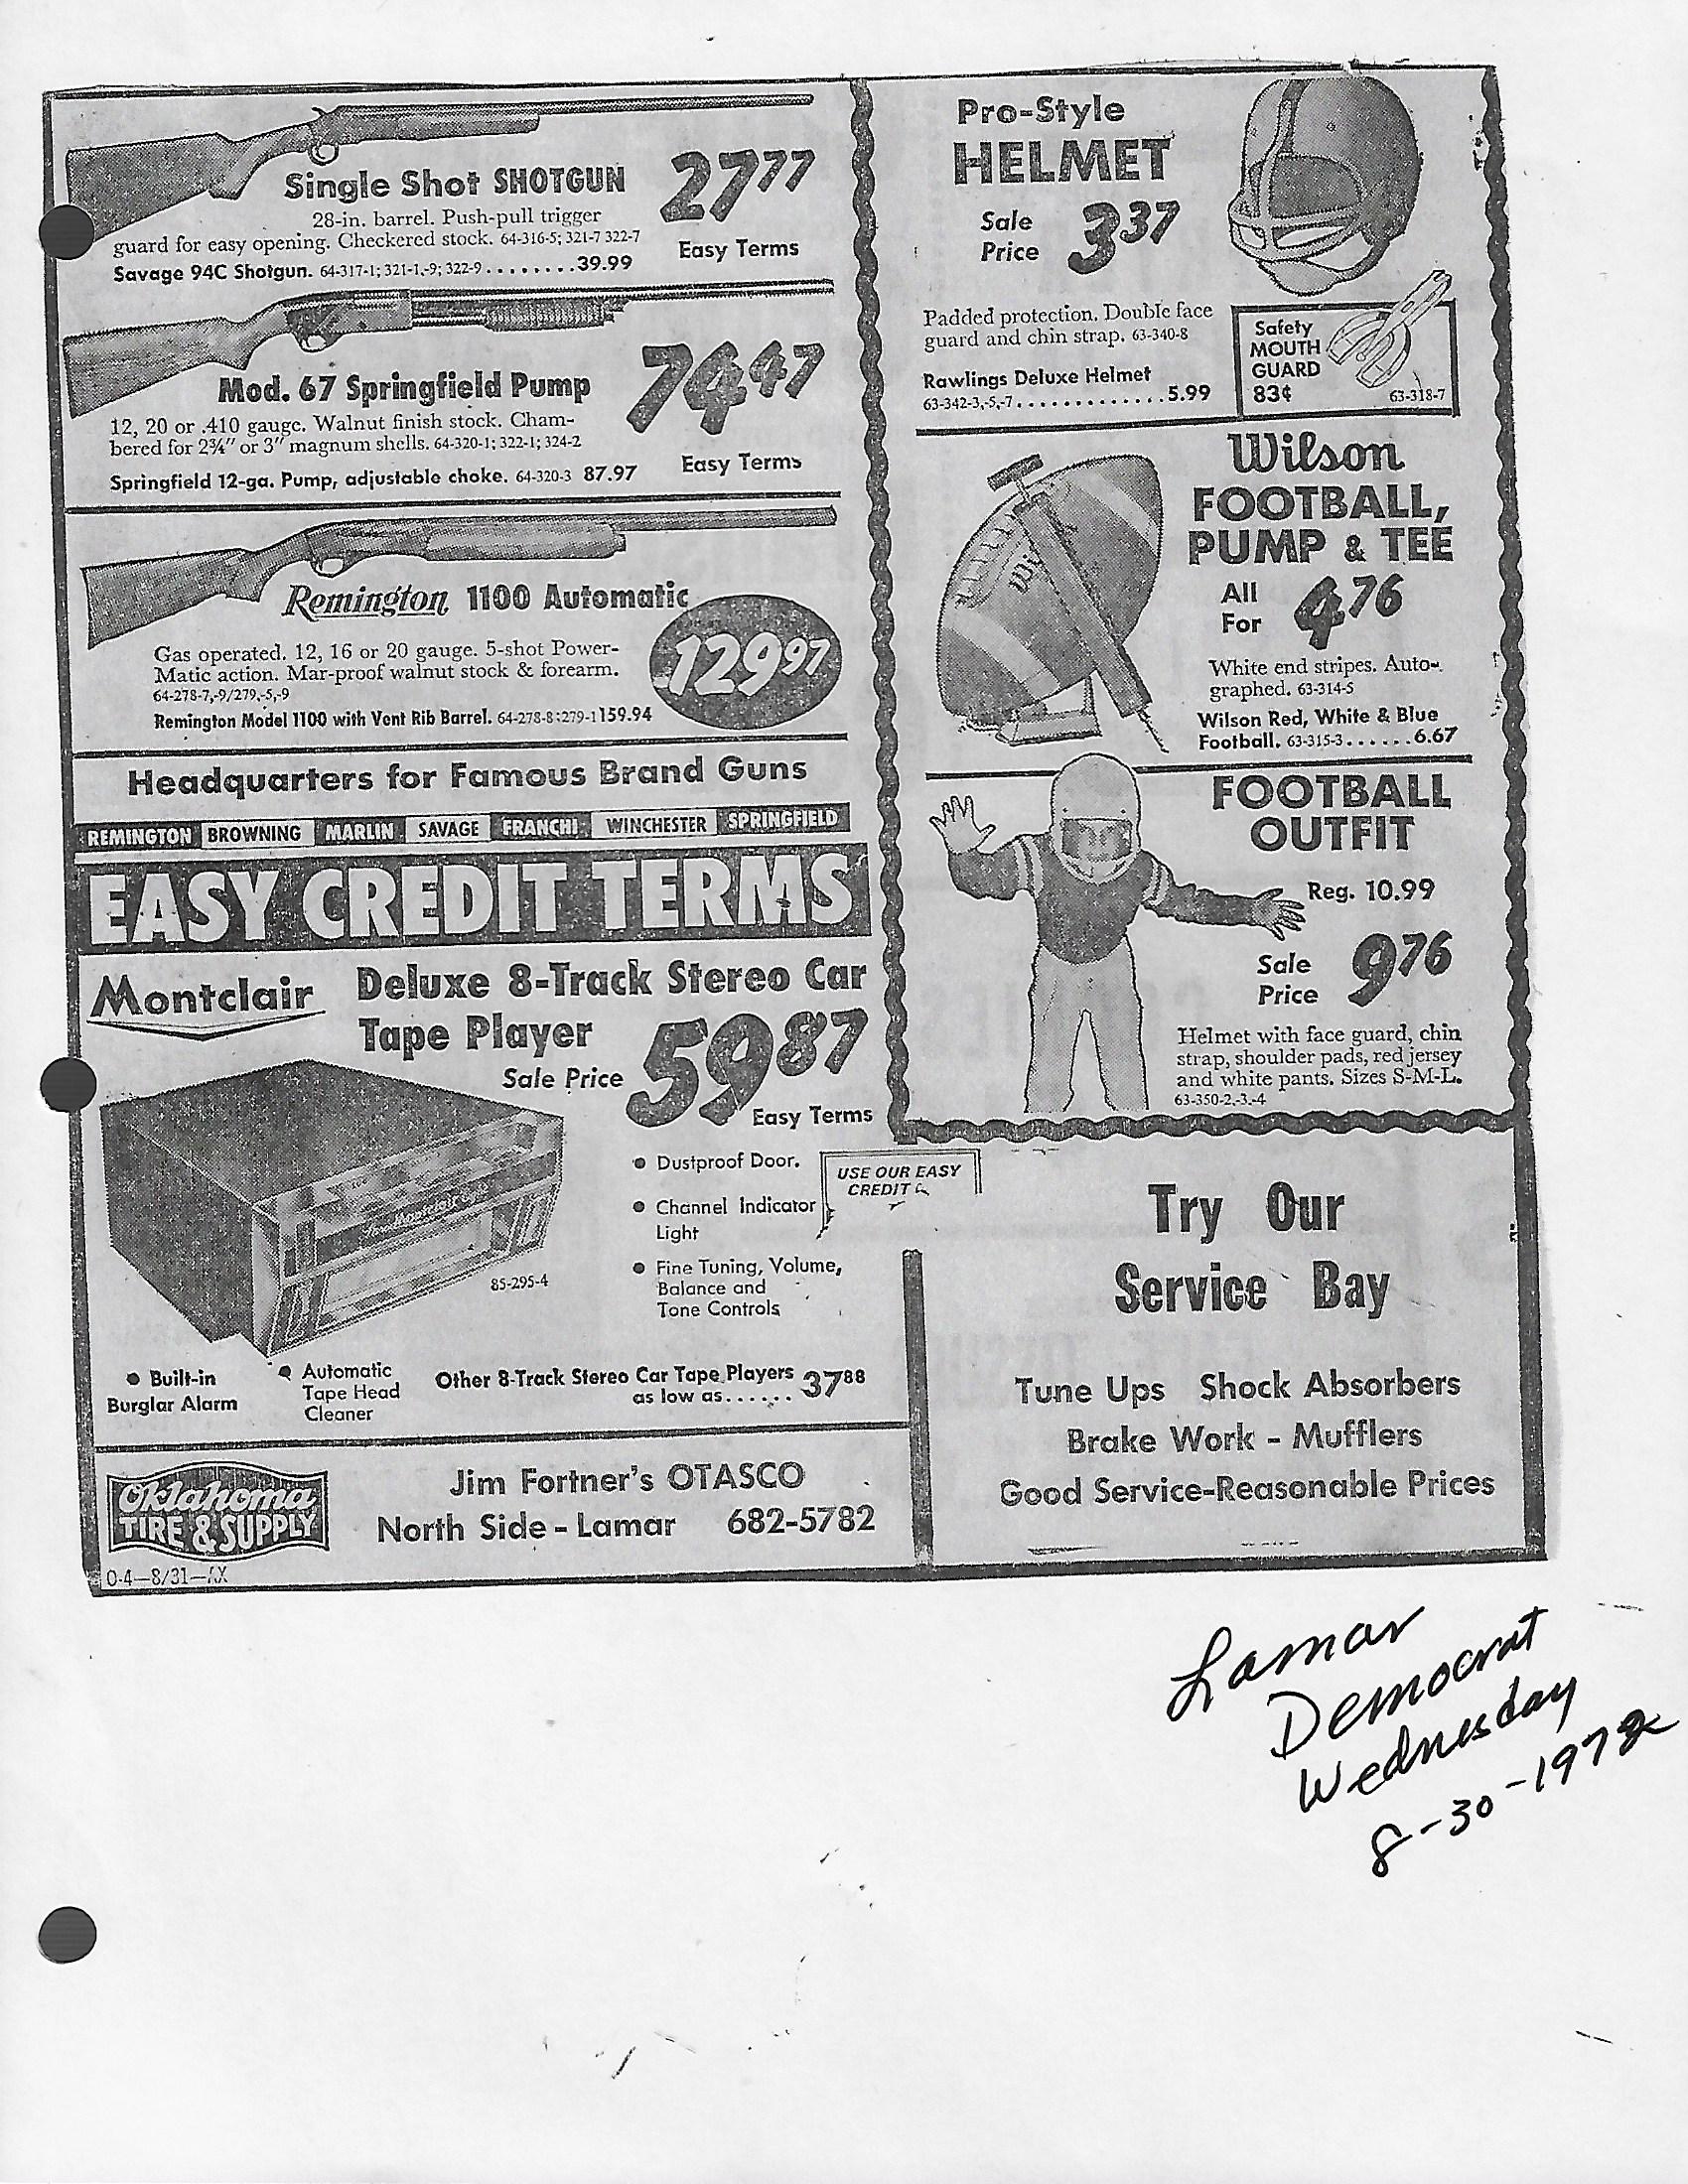 Single Shot SHOTGUN
27 77
28-in. barrel. Push-pull trigger
guard for easy opening. Checkered stock. 64-316-5; 321-7 322-7
Easy Terms
Savage 94C Shotgun. 64-317-1; 321-1,-9; 322-9 ........39.99
Mod. 67 Springfield Pump
74 47
12, 20 or .410 gauge. Walnut finish stock. Cham-
bered for 2¾" or 3" magnum shells. 64-320-1; 322-1; 324-2
Easy Terms
Springfield 12-ga. Pump, adjustable choke. 64-320-3 87.97
Remington 1100 Automatic
129 97
Gas operated. 12, 16 or 20 gauge. 5-shot Power-
Matic action. Mar-proof walnut stock & forearm.
64-278-7,-9/279,-5,-9
Remington Model 1100 with Vent Rib Barrel. 64-278-8;279-1 159.94
Headquarters for Famous Brand Guns
REMINGTON BROWNING MARLIN SAVAGE FRANCHI WINCHESTER SPRINGFIELD
EASY CREDIT TERMS
Montclair
Deluxe 8-Track Stereo Car
Tape Player
Sale Price
59 87
Easy Terms
Montclair
85-295-4
• Dustproof Door.
• Channel Indicator
Light
• Fine Tuning, Volume,
Balance and
Tone Controls
USE OUR EASY
CREDIT
• Built-in
Burglar Alarm
• Automatic
Tape Head
Cleaner
Other 8-Track Stereo Car Tape Players
as low as...... 37 88
Oklahoma
TIRE & SUPPLY
Jim Fortner's OTASCO
North Side - Lamar 682-5782
O-4—8/31—AX
Pro-Style
HELMET
Sale
Price
3 37
Padded protection. Double face
guard and chin strap. 63-340-8
Rawlings Deluxe Helmet
63-342-3,-5,-7.............5.99
Safety
MOUTH
GUARD
83¢
63-318-7
Wilson
FOOTBALL,
PUMP & TEE
All
For
4 76
White end stripes. Auto-
graphed. 63-314-5
Wilson Red, White & Blue
Football. 63-315-3......6.67
FOOTBALL
OUTFIT
Reg. 10.99
Sale
Price
9 76
Helmet with face guard, chin
strap, shoulder pads, red jersey
and white pants. Sizes S-M-L.
63-350-2,-3,-4
Try Our
Service Bay
Tune Ups Shock Absorbers
Brake Work - Mufflers
Good Service-Reasonable Prices
Lamar
Democrat
Wednesday
8-30-1972